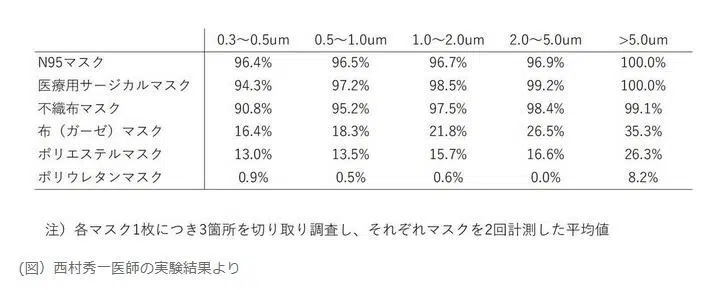 0.3〜0.5um 0.5〜1.0um 1.0〜2.0um 2.0〜5.0um >5.0um
N95マスク 96.4% 96.5% 96.7% 96.9% 100.0%
医療用サージカルマスク 94.3% 97.2% 98.5% 99.2% 100.0%
不織布マスク 90.8% 95.2% 97.5% 98.4% 99.1%
布（ガーゼ）マスク 16.4% 18.3% 21.8% 26.5% 35.3%
ポリエステルマスク 13.0% 13.5% 15.7% 16.6% 26.3%
ポリウレタンマスク 0.9% 0.5% 0.6% 0.0% 8.2%
注）各マスク1枚につき3箇所を切り取り調査し、それぞれマスクを2回計測した平均値
(図）西村秀一医師の実験結果より